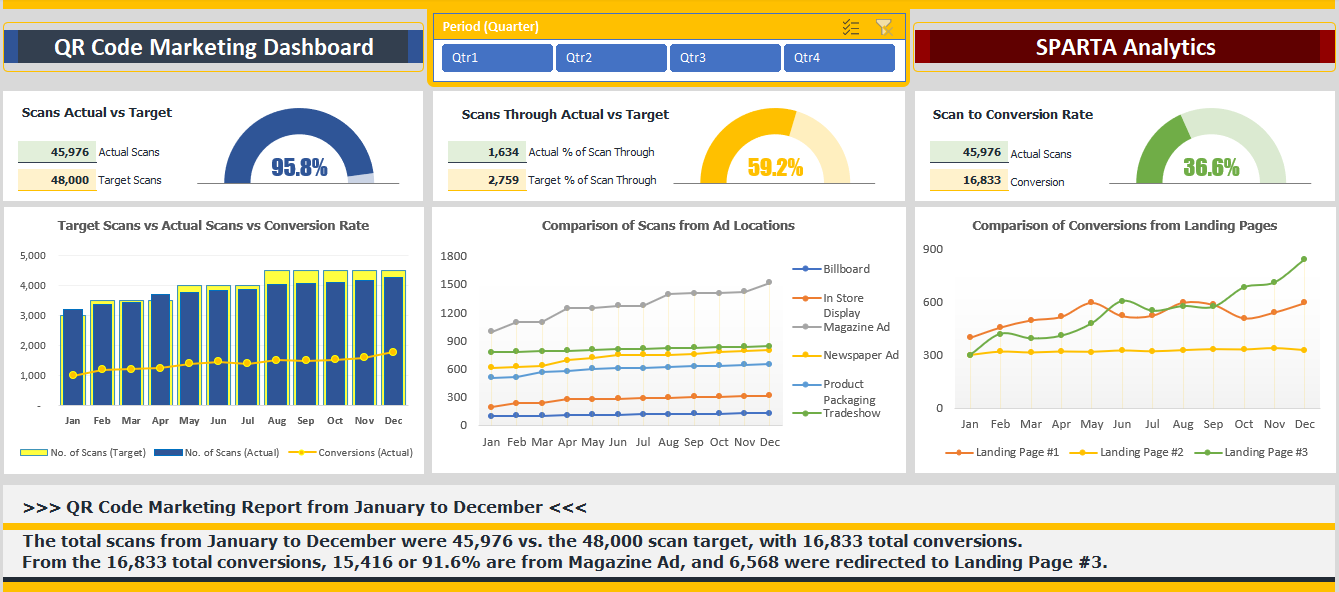 QR Code Marketing Dashboard
Period (Quarter)
Qtr1
Qtr2
Qtr3
Qtr4
SPARTA Analytics
Scans Actual vs Target
45,976 Actual Scans
48,000 Target Scans
95.8%
Scans Through Actual vs Target
1,634 Actual % of Scan Through
2,759 Target % of Scan Through
59.2%
Scan to Conversion Rate
45,976 Actual Scans
16,833 Conversion
36.6%
Target Scans vs Actual Scans vs Conversion Rate
5,000
4,000
3,000
2,000
1,000
-
Jan Feb Mar Apr May Jun Jul Aug Sep Oct Nov Dec
No. of Scans (Target) No. of Scans (Actual) Conversions (Actual)
Comparison of Scans from Ad Locations
1800
1500
1200
900
600
300
0
Jan Feb Mar Apr May Jun Jul Aug Sep Oct Nov Dec
Billboard
In Store
Display
Magazine Ad
Newspaper Ad
Product
Packaging
Tradeshow
Comparison of Conversions from Landing Pages
900
600
300
0
Jan Feb Mar Apr May Jun Jul Aug Sep Oct Nov Dec
Landing Page #1 Landing Page #2 Landing Page #3
>>> QR Code Marketing Report from January to December <<<
The total scans from January to December were 45,976 vs. the 48,000 scan target, with 16,833 total conversions.
From the 16,833 total conversions, 15,416 or 91.6% are from Magazine Ad, and 6,568 were redirected to Landing Page #3.